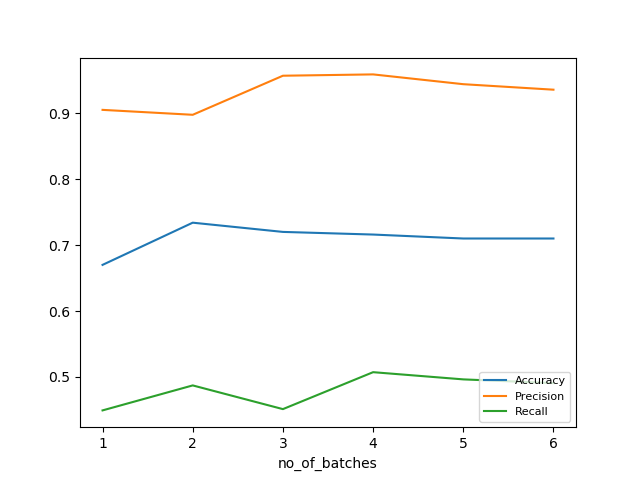 0.9
0.8
0.7
0.6
0.5
Accuracy
Precision
Recall
1 2 3 4 5 6
no_of_batches